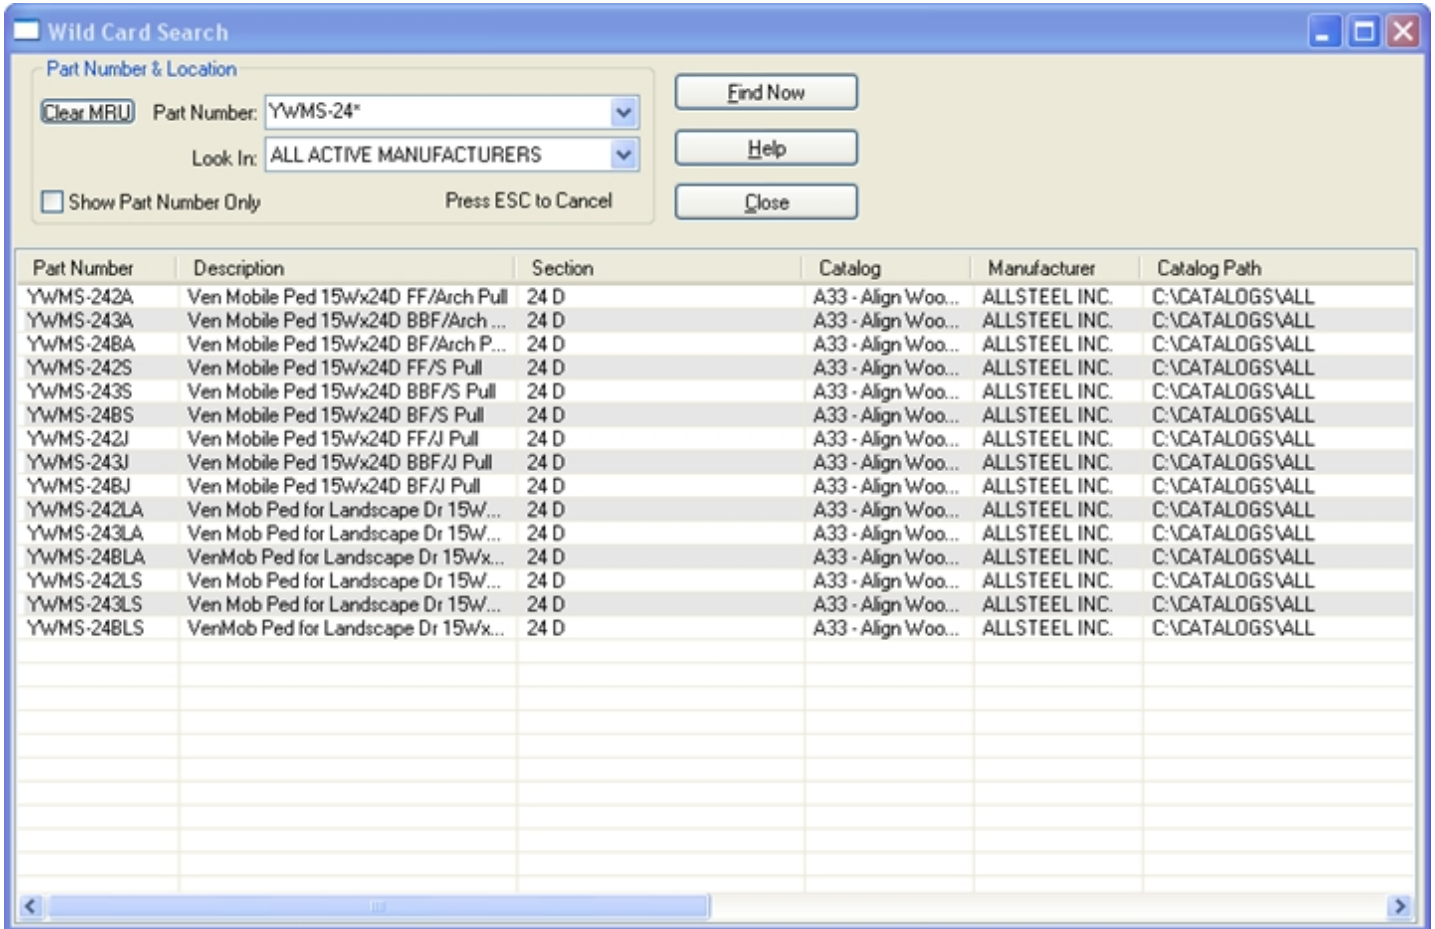 Wild Card Search
Part Number & Location
Clear MRU Part Number: YWMS-24* Find Now
Look In: ALL ACTIVE MANUFACTURERS Help
Show Part Number Only Press ESC to Cancel Close
Part Number Description Section Catalog Manufacturer Catalog Path
YWMS-242A Ven Mobile Ped 15Wx24D FF/Arch Pull 24 D A33 - Align Woo... ALLSTEEL INC. C:\CATALOGS\ALL
YWMS-243A Ven Mobile Ped 15Wx24D BBF/Arch ... 24 D A33 - Align Woo... ALLSTEEL INC. C:\CATALOGS\ALL
YWMS-24BA Ven Mobile Ped 15Wx24D BF/Arch P... 24 D A33 - Align Woo... ALLSTEEL INC. C:\CATALOGS\ALL
YWMS-242S Ven Mobile Ped 15Wx24D FF/S Pull 24 D A33 - Align Woo... ALLSTEEL INC. C:\CATALOGS\ALL
YWMS-243S Ven Mobile Ped 15Wx24D BBF/S Pull 24 D A33 - Align Woo... ALLSTEEL INC. C:\CATALOGS\ALL
YWMS-24BS Ven Mobile Ped 15Wx24D BF/S Pull 24 D A33 - Align Woo... ALLSTEEL INC. C:\CATALOGS\ALL
YWMS-242J Ven Mobile Ped 15Wx24D FF/J Pull 24 D A33 - Align Woo... ALLSTEEL INC. C:\CATALOGS\ALL
YWMS-243J Ven Mobile Ped 15Wx24D BBF/J Pull 24 D A33 - Align Woo... ALLSTEEL INC. C:\CATALOGS\ALL
YWMS-24BJ Ven Mobile Ped 15Wx24D BF/J Pull 24 D A33 - Align Woo... ALLSTEEL INC. C:\CATALOGS\ALL
YWMS-242LA Ven Mob Ped for Landscape Dr 15W... 24 D A33 - Align Woo... ALLSTEEL INC. C:\CATALOGS\ALL
YWMS-243LA Ven Mob Ped for Landscape Dr 15W... 24 D A33 - Align Woo... ALLSTEEL INC. C:\CATALOGS\ALL
YWMS-24BLA VenMob Ped for Landscape Dr 15Wx... 24 D A33 - Align Woo... ALLSTEEL INC. C:\CATALOGS\ALL
YWMS-242LS Ven Mob Ped for Landscape Dr 15W... 24 D A33 - Align Woo... ALLSTEEL INC. C:\CATALOGS\ALL
YWMS-243LS Ven Mob Ped for Landscape Dr 15W... 24 D A33 - Align Woo... ALLSTEEL INC. C:\CATALOGS\ALL
YWMS-24BLS VenMob Ped for Landscape Dr 15Wx... 24 D A33 - Align Woo... ALLSTEEL INC. C:\CATALOGS\ALL